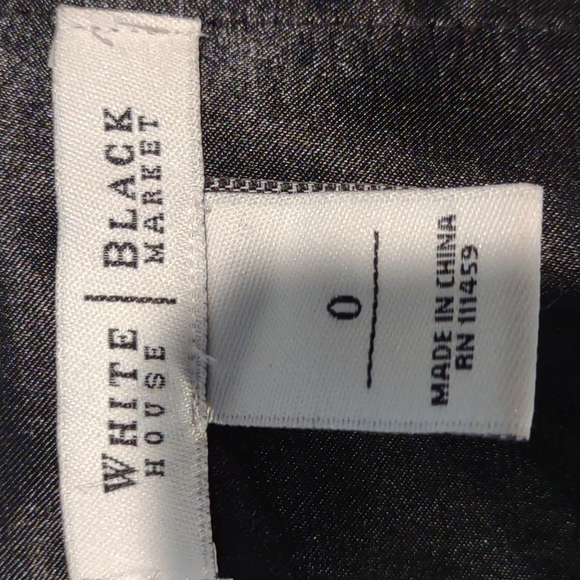 WHITE | BLACK
HOUSE MARKET
0
MADE IN CHINA
RN 111459